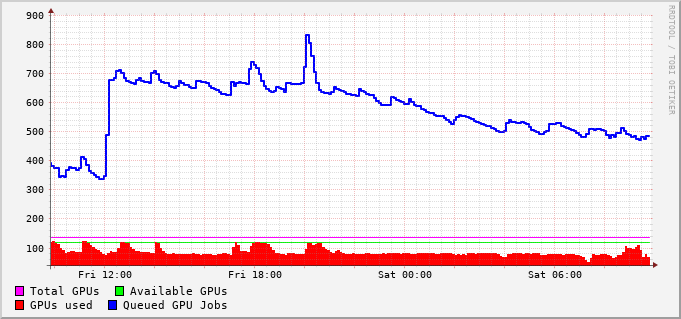 900
800
700
600
500
400
300
200
100
Fri 12:00 Fri 18:00 Sat 00:00 Sat 06:00
Total GPUs Available GPUs
GPUs used Queued GPU Jobs
RRDTOOL / TOBI OETIKER